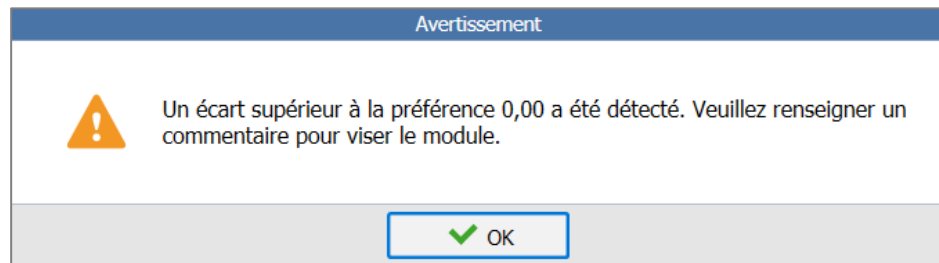 Avertissement
Un écart supérieur à la préférence 0,00 a été détecté. Veuillez renseigner un
commentaire pour viser le module.
OK